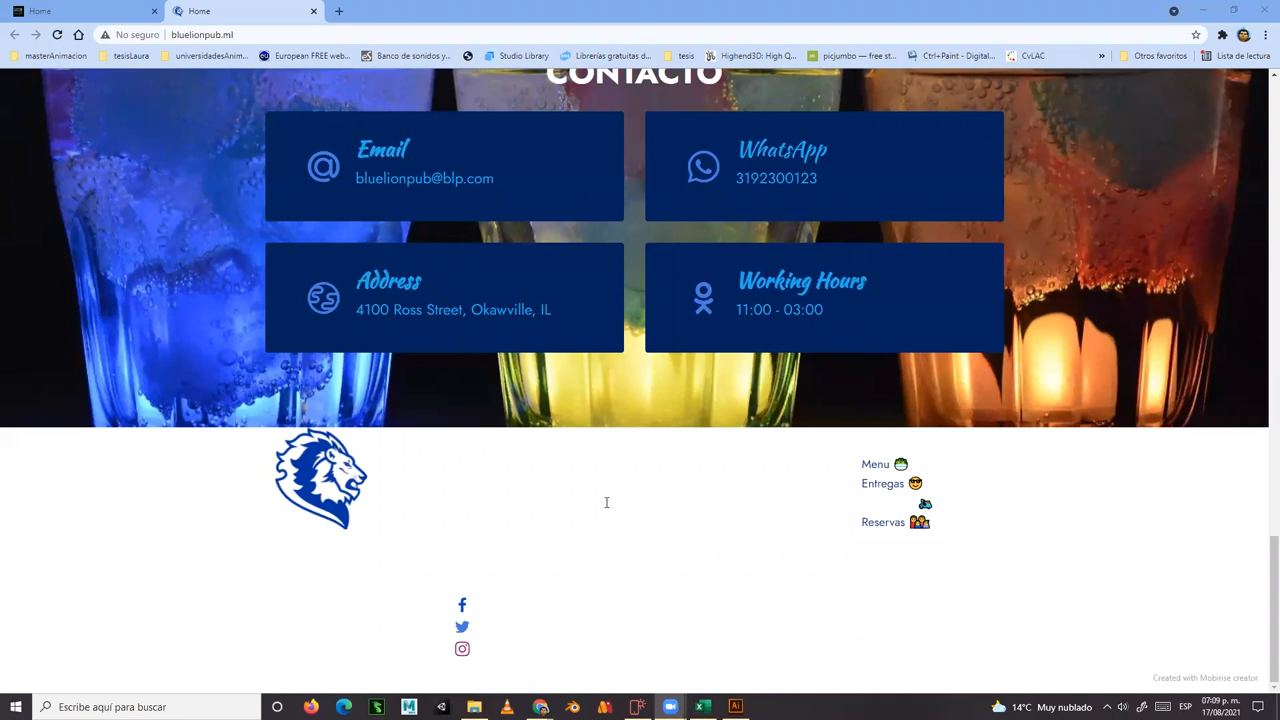 Home
Home
No seguro
bluelionpub.ml
masterAnimacion
tesisLaura
universidadesAnim...
European FREE web...
Banco de sonidos y...
Studio Library
Librerías gratuitas d...
tesis
Highend3D: High Q...
picjumbo — free st...
Ctrl+Paint - Digital...
CvLAC
»
Otros favoritos
Lista de lectura
CONTACTO
Email
bluelionpub@blp.com
WhatsApp
3192300123
Address
4100 Ross Street, Okawville, IL
Working Hours
11:00 - 03:00
Menu
Entregas
Reservas
Created with Mobirise creator
Escribe aquí para buscar
14°C Muy nublado
ESP
07:09 p. m.
17/08/2021